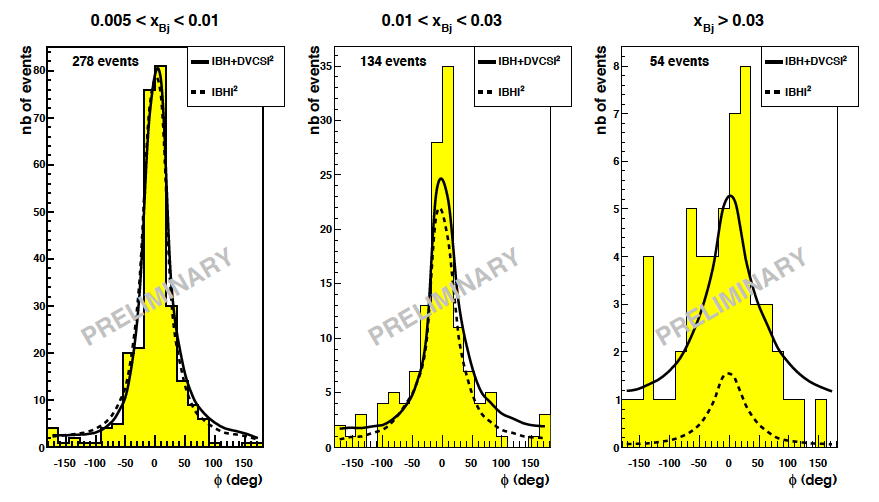 0.005 < xBj < 0.01
nb of events
278 events
IBH+DVCSI²
IBHI²
PRELIMINARY
80
70
60
50
40
30
20
10
0
-150 -100 -50 0 50 100 150
ϕ (deg)
0.01 < xBj < 0.03
nb of events
134 events
IBH+DVCSI²
IBHI²
PRELIMINARY
35
30
25
20
15
10
5
0
-150 -100 -50 0 50 100 150
ϕ (deg)
xBj > 0.03
nb of events
54 events
IBH+DVCSI²
IBHI²
PRELIMINARY
8
7
6
5
4
3
2
1
0
-150 -100 -50 0 50 100 150
ϕ (deg)